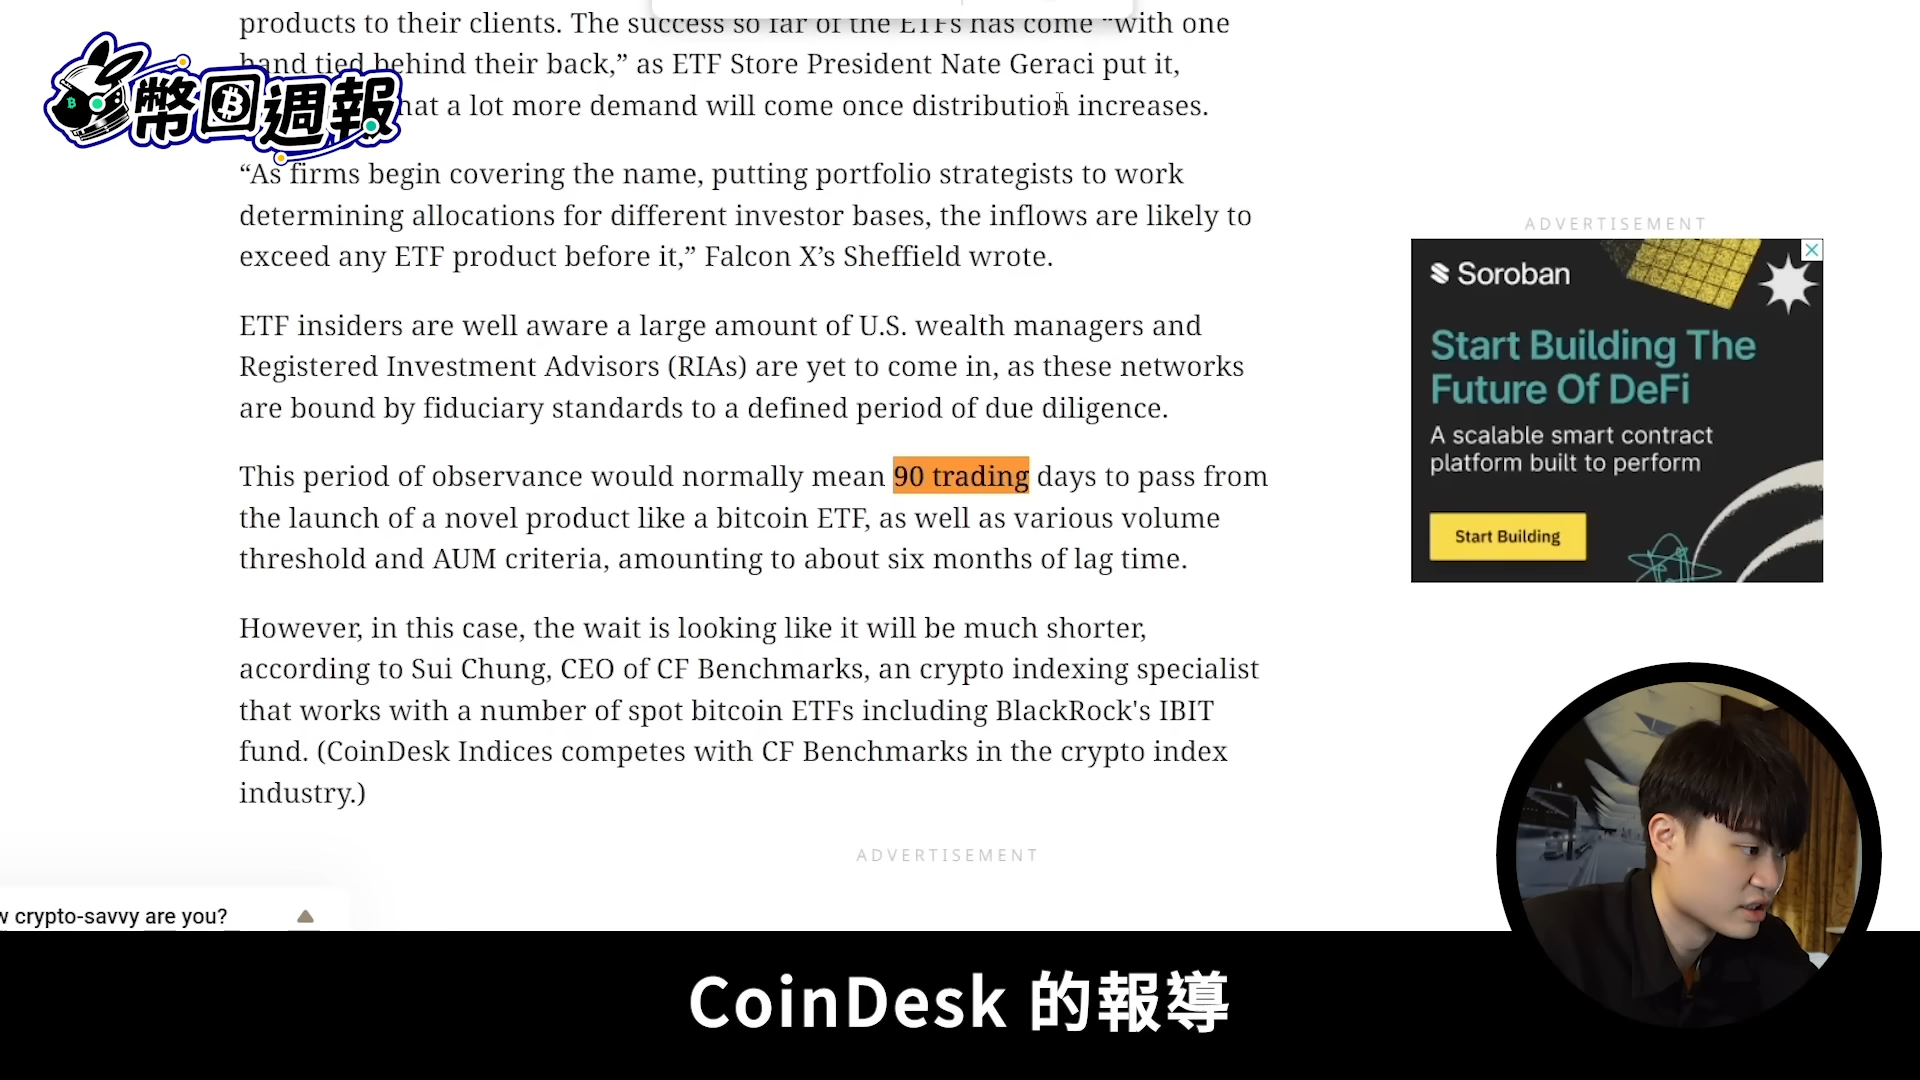 products to their clients. The success so far of the ETFs has come “with one
hand tied behind their back,” as ETF Store President Nate Geraci put it,
hat a lot more demand will come once distribution increases.
幣圈週報
“As firms begin covering the name, putting portfolio strategists to work
determining allocations for different investor bases, the inflows are likely to
exceed any ETF product before it,” Falcon X’s Sheffield wrote.
ETF insiders are well aware a large amount of U.S. wealth managers and
Registered Investment Advisors (RIAs) are yet to come in, as these networks
are bound by fiduciary standards to a defined period of due diligence.
This period of observance would normally mean 90 trading days to pass from
the launch of a novel product like a bitcoin ETF, as well as various volume
threshold and AUM criteria, amounting to about six months of lag time.
However, in this case, the wait is looking like it will be much shorter,
according to Sui Chung, CEO of CF Benchmarks, an crypto indexing specialist
that works with a number of spot bitcoin ETFs including BlackRock's IBIT
fund. (CoinDesk Indices competes with CF Benchmarks in the crypto index
industry.)
ADVERTISEMENT
ADVERTISEMENT
Soroban
Start Building The
Future Of DeFi
A scalable smart contract
platform built to perform
Start Building
w crypto-savvy are you?
CoinDesk 的報導